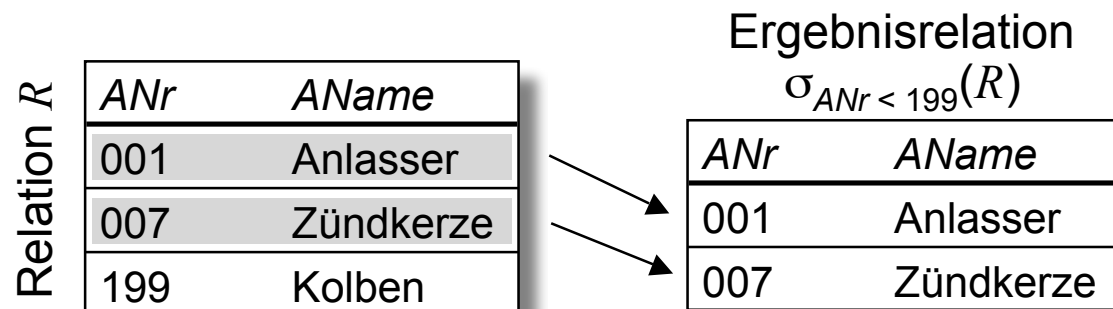 Relation R
ANr AName
001 Anlasser
007 Zündkerze
199 Kolben
Ergebnisrelation
σANr < 199(R)
ANr AName
001 Anlasser
007 Zündkerze